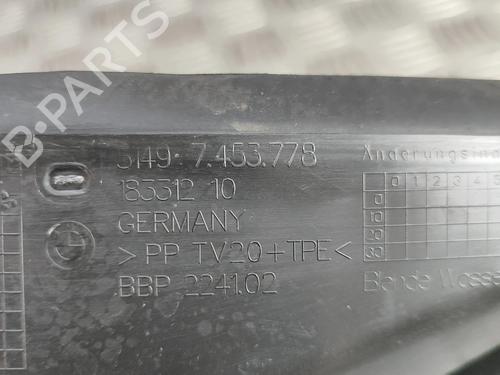 B-PARTS
5149· 7.453.778
183312 10
GERMANY
> PP TV20+TPE <
BBP 2241.02
Änderungsin
0 1 2 3 4 5
0
10
20
30
Blende Wasse